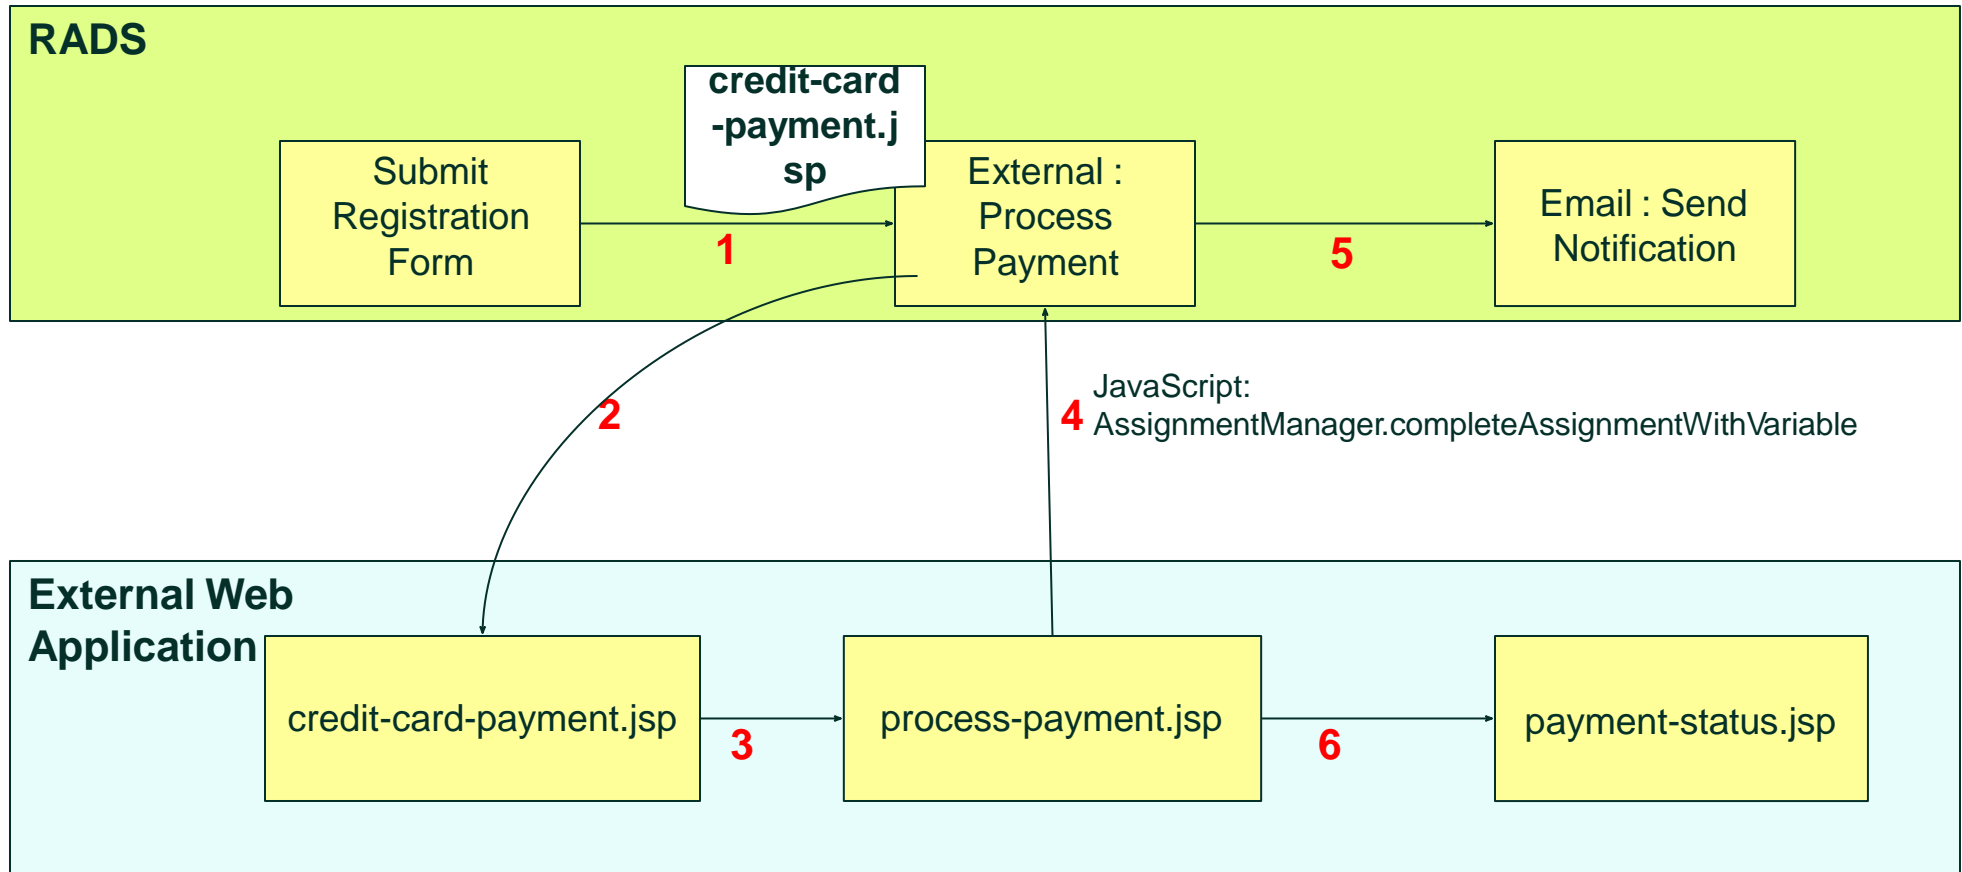 RADS
credit-card
-payment.j
sp
Submit
Registration
Form
External :
Process
Payment
Email : Send
Notification
1
5
2
4
JavaScript:
AssignmentManager.completeAssignmentWithVariable
External Web
Application
credit-card-payment.jsp
process-payment.jsp
payment-status.jsp
3
6